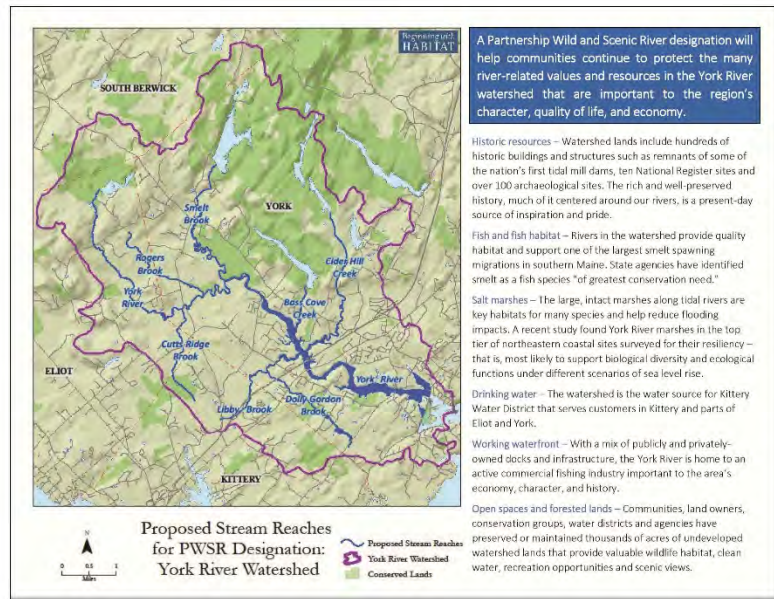 Beginning with
HABITAT
SOUTH BERWICK
YORK
Smelt
Brook
Rogers
Brook
York
River
Cider Hill
Creek
Bass Cove
Creek
Cutts Ridge
Brook
ELIOT
York River
Libby Brook
Dolly Gordon
Brook
KITTERY
Proposed Stream Reaches
for PWSR Designation:
York River Watershed
N
0 0.5 1
Miles
Proposed Stream Reaches
York River Watershed
Conserved Lands
A Partnership Wild and Scenic River designation will
help communities continue to protect the many
river-related values and resources in the York River
watershed that are important to the region's
character, quality of life, and economy.
Historic resources – Watershed lands include hundreds of
historic buildings and structures such as remnants of some of
the nation's first tidal mill dams, ten National Register sites and
over 100 archaeological sites. The rich and well-preserved
history, much of it centered around our rivers, is a present-day
source of inspiration and pride.
Fish and fish habitat – Rivers in the watershed provide quality
habitat and support one of the largest smelt spawning
migrations in southern Maine. State agencies have identified
smelt as a fish species "of greatest conservation need."
Salt marshes – The large, intact marshes along tidal rivers are
key habitats for many species and help reduce flooding
impacts. A recent study found York River marshes in the top
tier of northeastern coastal sites surveyed for their resiliency –
that is, most likely to support biological diversity and ecological
functions under different scenarios of sea level rise.
Drinking water – The watershed is the water source for Kittery
Water District that serves customers in Kittery and parts of
Eliot and York.
Working waterfront – With a mix of publicly and privately-
owned docks and infrastructure, the York River is home to an
active commercial fishing industry important to the area's
economy, character, and history.
Open spaces and forested lands – Communities, land owners,
conservation groups, water districts and agencies have
preserved or maintained thousands of acres of undeveloped
watershed lands that provide valuable wildlife habitat, clean
water, recreation opportunities and scenic views.